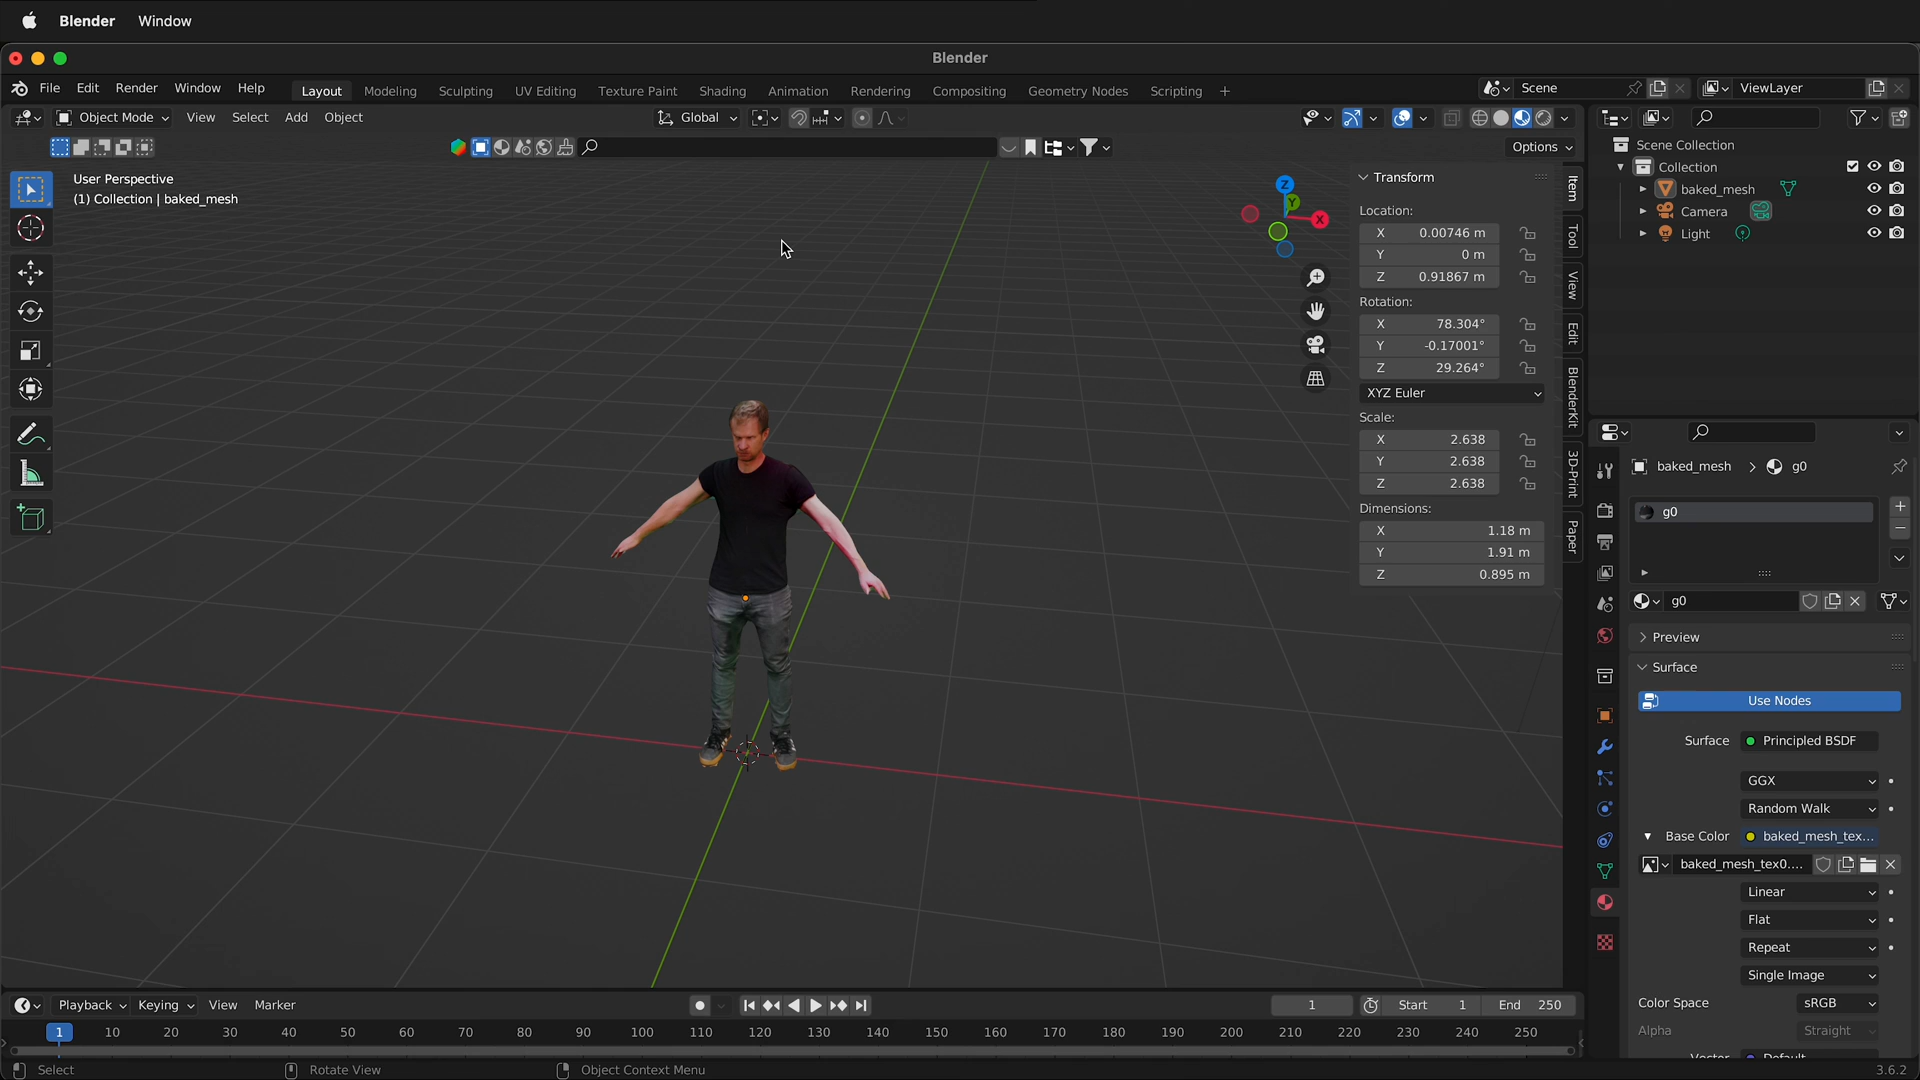 Blender Window
Blender
File Edit Render Window Help Layout Modeling Sculpting UV Editing Texture Paint Shading Animation Rendering Compositing Geometry Nodes Scripting + Scene ViewLayer
Object Mode View Select Add Object Global
Options
User Perspective
(1) Collection | baked_mesh
Z
Y
X
Transform
Location:
X 0.00746 m
Y 0 m
Z 0.91867 m
Rotation:
X 78.304°
Y -0.17001°
Z 29.264°
XYZ Euler
Scale:
X 2.638
Y 2.638
Z 2.638
Dimensions:
X 1.18 m
Y 1.91 m
Z 0.895 m
Item
Tool
View
Edit
BlenderKit
3D-Print
Paper
Scene Collection
Collection
baked_mesh
Camera
Light
baked_mesh > g0
g0
g0
Preview
Surface
Use Nodes
Surface Principled BSDF
GGX
Random Walk
Base Color baked_mesh_tex...
baked_mesh_tex0....
Linear
Flat
Repeat
Single Image
Color Space sRGB
Alpha Straight
Vector Default
Playback Keying View Marker 1 Start 1 End 250
1 10 20 30 40 50 60 70 80 90 100 110 120 130 140 150 160 170 180 190 200 210 220 230 240 250
Select Rotate View Object Context Menu 3.6.2